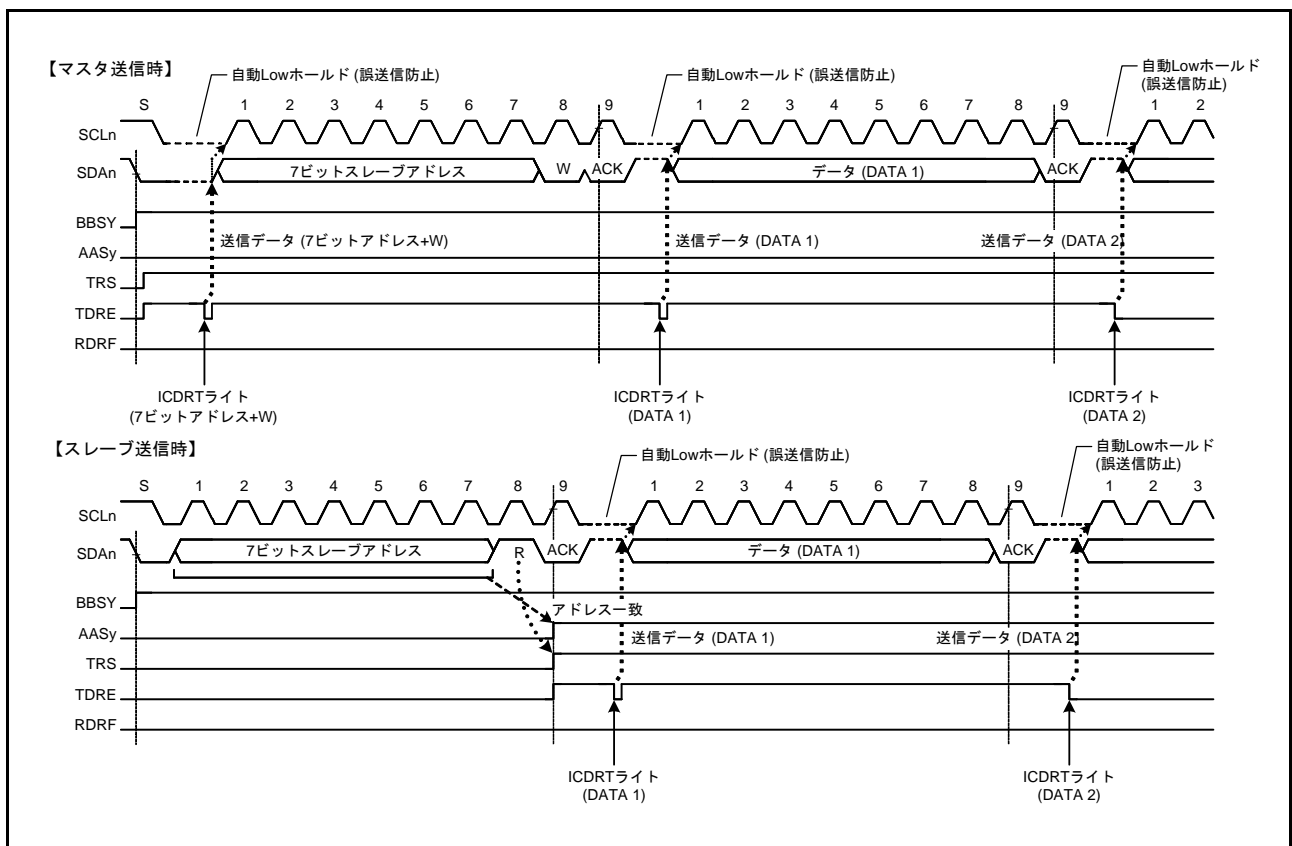 【マスタ送信時】
自動Lowホールド (誤送信防止)
自動Lowホールド (誤送信防止)
自動Lowホールド
(誤送信防止)
S 1 2 3 4 5 6 7 8 9 1 2 3 4 5 6 7 8 9 1 2
SCLn
SDAn 7ビットスレーブアドレス W ACK データ (DATA 1) ACK
BBSY
送信データ (7ビットアドレス+W) 送信データ (DATA 1) 送信データ (DATA 2)
AASy
TRS
TDRE
RDRF
ICDRTライト
(7ビットアドレス+W)
ICDRTライト
(DATA 1)
ICDRTライト
(DATA 2)
【スレーブ送信時】
自動Lowホールド (誤送信防止)
自動Lowホールド
(誤送信防止)
S 1 2 3 4 5 6 7 8 9 1 2 3 4 5 6 7 8 9 1 2 3
SCLn
SDAn 7ビットスレーブアドレス R ACK データ (DATA 1) ACK
BBSY
アドレス一致
AASy
送信データ (DATA 1) 送信データ (DATA 2)
TRS
TDRE
RDRF
ICDRTライト
(DATA 1)
ICDRTライト
(DATA 2)